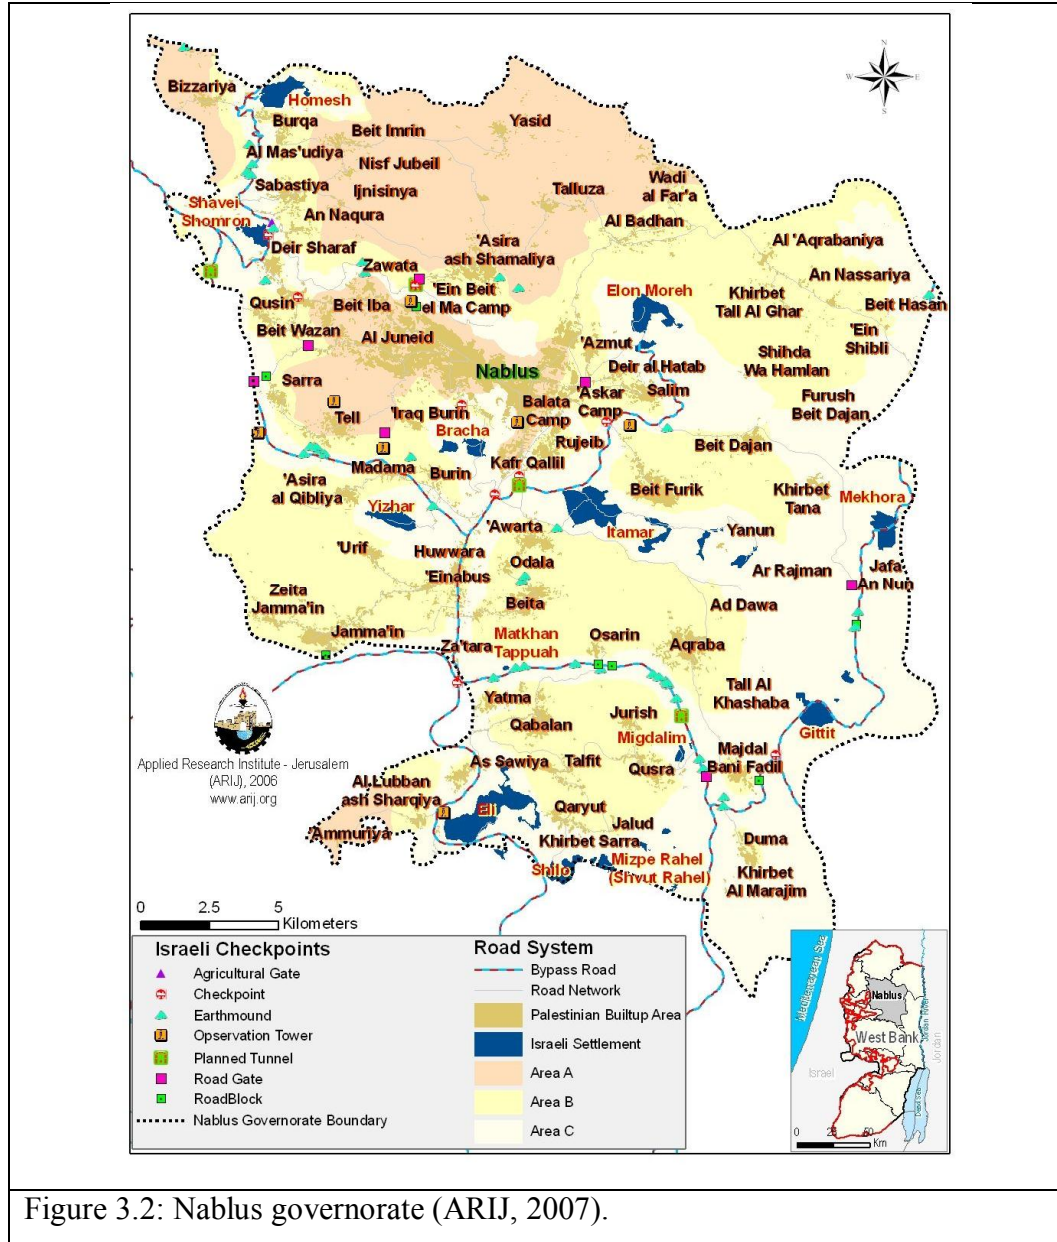 N
W
E
S
Bizzariya
Homesh
Burqa
Beit Imrin
Yasid
Al Mas'udiya
Nisf Jubeil
Wadi
al Far'a
Sabastiya
Ijnisinya
Talluza
Shavei
Shomron
An Naqura
Al Badhan
Deir Sharaf
'Asira
ash Shamaliya
Al 'Aqrabaniya
Zawata
An Nassariya
'Ein Beit
el Ma Camp
Elon Moreh
Khirbet
Tall Al Ghar
Beit Hasan
Qusin
Beit Iba
'Ein
Shibli
Beit Wazan
Al Juneid
'Azmut
Shihda
Wa Hamlan
Nablus
Deir al Hatab
Sarra
'Askar
Camp
Salim
Furush
Beit Dajan
Tell
'Iraq Burin
Balata
Camp
Bracha
Rujeib
Beit Dajan
Madama
Burin
Kafr Qallil
'Asira
al Qibliya
Beit Furik
Khirbet
Tana
Mekhora
Yizhar
'Awarta
Itamar
Yanun
'Urif
Huwwara
Odala
Ar Rajman
Jafa
An Nun
'Einabus
Zeita
Jamma'in
Beita
Ad Dawa
Jamma'in
Za'tara
Matkhan
Tappuah
Osarin
Aqraba
Yatma
Tall Al
Khashaba
Qabalan
Jurish
Gittit
Migdalim
Majdal
Bani Fadil
As Sawiya
Talfit
Qusra
Al Lubban
ash Sharqiya
Eli
Qaryut
Jalud
'Ammuriya
Khirbet Sarra
Duma
Shilo
Mizpe Rahel
(Shvut Rahel)
Khirbet
Al Marajim
Applied Research Institute - Jerusalem
(ARIJ), 2006
www.arij.org
0 2.5 5
Kilometers
Israeli Checkpoints
Agricultural Gate
Checkpoint
Earthmound
Opservation Tower
Planned Tunnel
Road Gate
RoadBlock
Nablus Governorate Boundary
Road System
Bypass Road
Road Network
Palestinian Builtup Area
Israeli Settlement
Area A
Area B
Area C
Mediterranean Sea
Nablus
West Bank
Jordan River
Jordan
Israel
Dead Sea
0 25 50
Km
Figure 3.2: Nablus governorate (ARIJ, 2007).